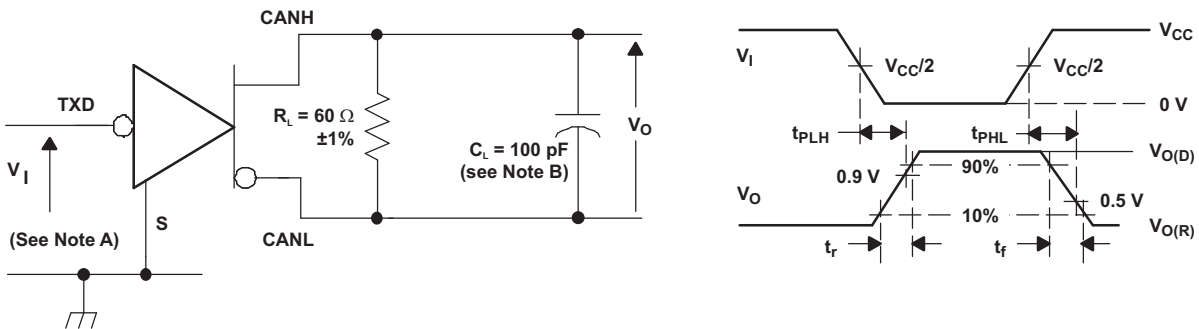 CANH
TXD
V_I
(See Note A)
S
R_L = 60 Ω
±1%
C_L = 100 pF
(see Note B)
V_O
CANL
V_I
V_CC
V_CC/2
V_CC/2
0 V
t_PLH
t_PHL
V_O(D)
90%
0.9 V
V_O
0.5 V
10%
V_O(R)
t_r
t_f